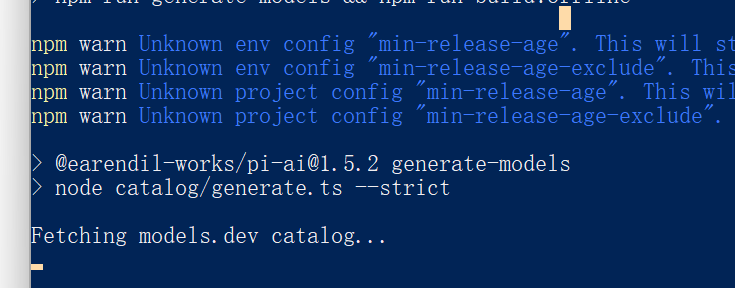 > npm run generate-models && npm run build:offline
npm warn Unknown env config "min-release-age". This will st
npm warn Unknown env config "min-release-age-exclude". This
npm warn Unknown project config "min-release-age". This wil
npm warn Unknown project config "min-release-age-exclude".
> @earendil-works/pi-ai@1.5.2 generate-models
> node catalog/generate.ts --strict
Fetching models.dev catalog...